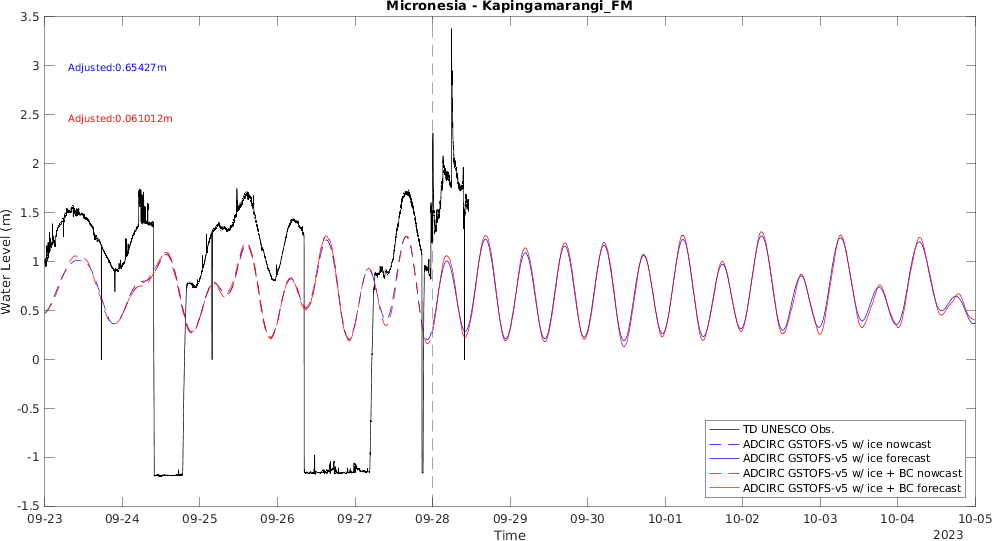 Micronesia - Kapingamarangi_FM
3.5
3
2.5
2
1.5
1
0.5
0
-0.5
-1
-1.5
Water Level (m)
Adjusted:0.65427m
Adjusted:0.061012m
TD UNESCO Obs.
ADCIRC GSTOFS-v5 w/ ice nowcast
ADCIRC GSTOFS-v5 w/ ice forecast
ADCIRC GSTOFS-v5 w/ ice + BC nowcast
ADCIRC GSTOFS-v5 w/ ice + BC forecast
09-23 09-24 09-25 09-26 09-27 09-28 09-29 09-30 10-01 10-02 10-03 10-04 10-05
Time
2023